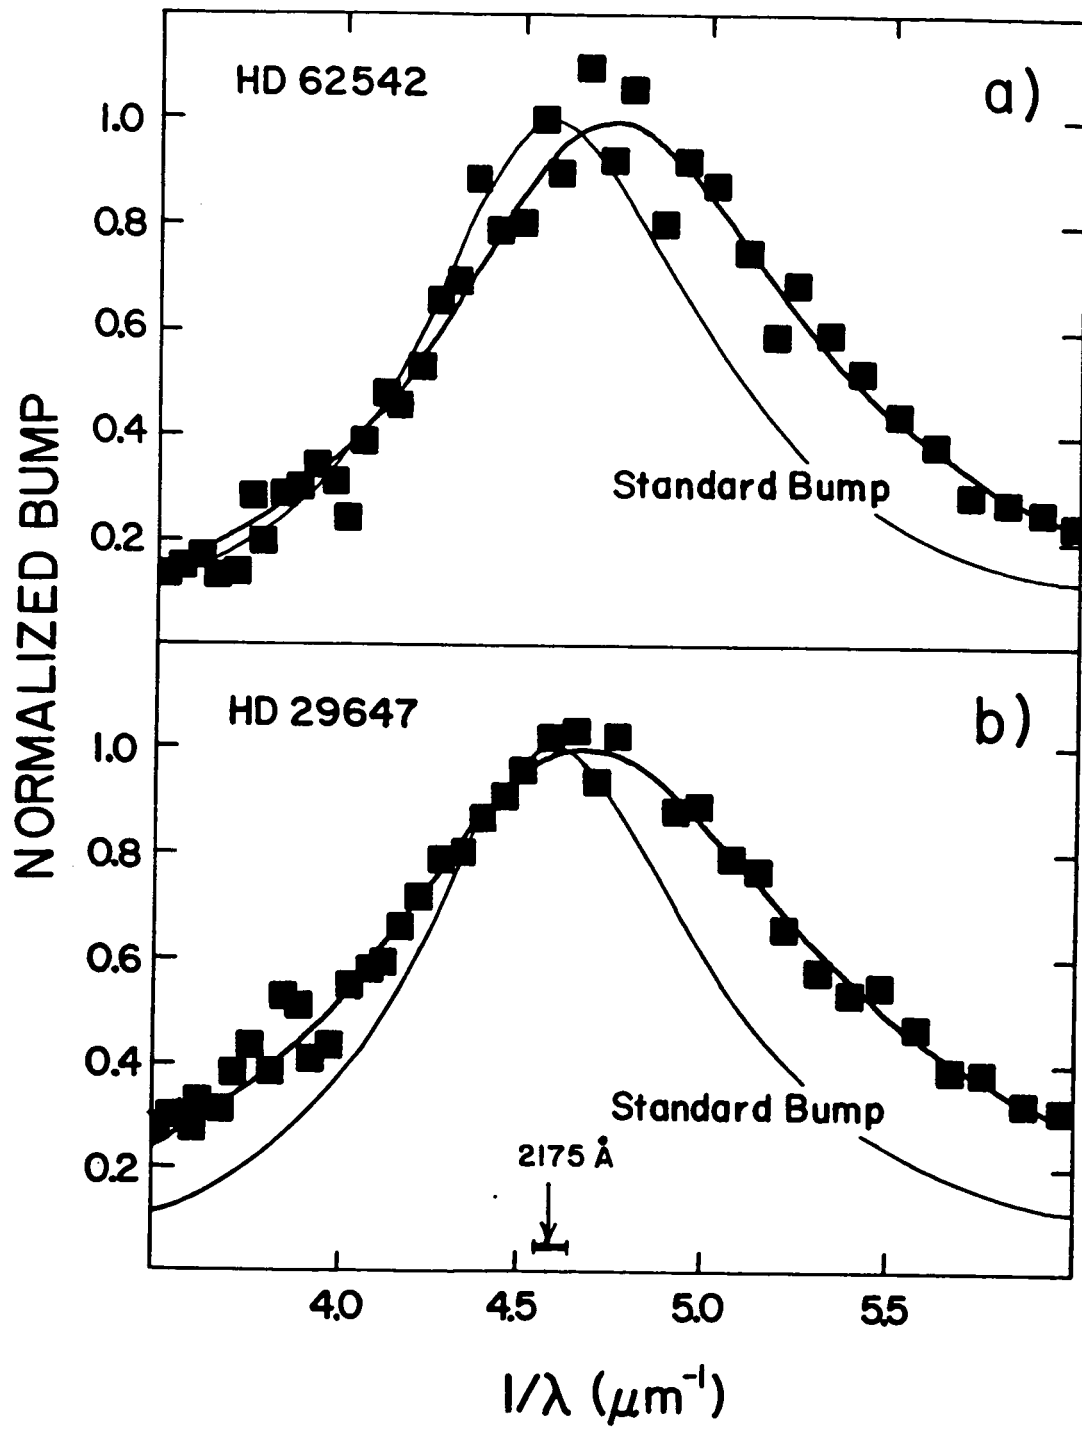 HD 62542
a)
1.0
0.8
0.6
0.4
0.2
Standard Bump
NORMALIZED BUMP
HD 29647
b)
1.0
0.8
0.6
0.4
0.2
Standard Bump
2175 Å
4.0 4.5 5.0 5.5
1/λ (μm⁻¹)